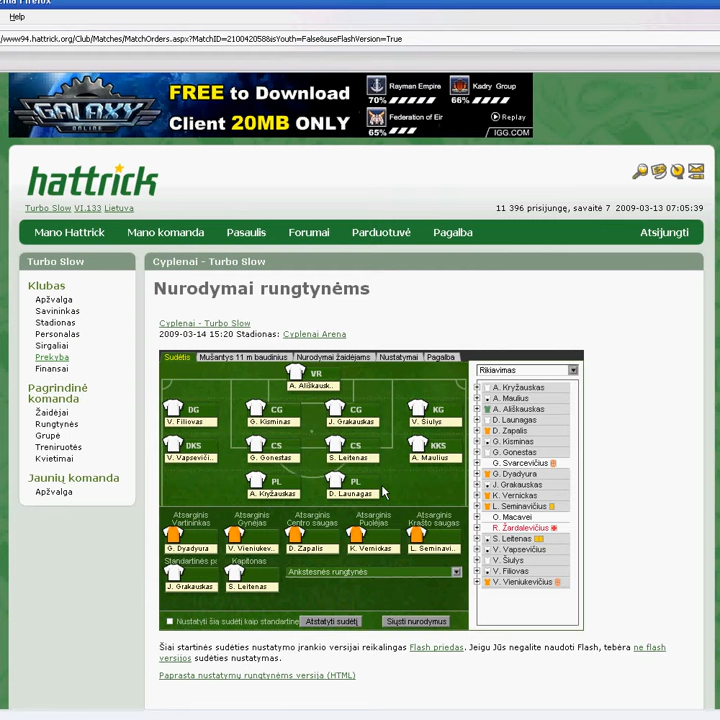 Help
/www94.hattrick.org/Club/Matches/MatchOrders.aspx?MatchID=210042058&isYouth=False&useFlashVersion=True
GALAXY
ONLINE
FREE to Download
Client 20MB ONLY
Rayman Empire
70%
Kadry Group
66%
Federation of Eir
65%
Replay
IGG.COM
hattrick
Turbo Slow VI.133 Lietuva
11 396 prisijungę, savaitė 7 2009-03-13 07:05:39
Mano Hattrick Mano komanda Pasaulis Forumai Parduotuvė Pagalba Atsijungti
Turbo Slow
Klubas
Apžvalga
Savininkas
Stadionas
Personalas
Sirgaliai
Prekyba
Finansai
Pagrindinė
komanda
Žaidėjai
Rungtynės
Grupė
Treniruotės
Kvietimai
Jaunių komanda
Apžvalga
Cyplenai - Turbo Slow
Nurodymai rungtynėms
Cyplenai - Turbo Slow
2009-03-14 15:20 Stadionas: Cyplenai Arena
Sudėtis Mušantys 11 m baudinius Nurodymai žaidėjams Nustatymai Pagalba
VR
A. Ališkausk..
DG CG CG KG
V. Filiovas G. Kisminas J. Grakauskas V. Šiulys
DKS CS CS KKS
V. Vapseviči.. G. Gonestas S. Leitenas A. Maulius
PL PL
A. Kryžauskas D. Launagas
Atsarginis Vartininkas
Atsarginis Gynėjas
Atsarginis Centro saugas
Atsarginis Puolėjas
Atsarginis Krašto saugas
G. Dyadyura V. Vieniukev.. D. Zapalis K. Vernickas L. Seminavi..
Standartinės po Kapitonas
J. Grakauskas S. Leitenas
Ankstesnės rungtynės
Nustatyti šią sudėtį kaip standartinę
Atstatyti sudėtį
Siųsti nurodymus
Rikiavimas
A. Kryžauskas
A. Maulius
A. Ališkauskas
D. Launagas
D. Zapalis
G. Kisminas
G. Gonestas
G. Svarcevičius
G. Dyadyura
J. Grakauskas
K. Vernickas
L. Seminavičius
O. Macavei
R. Žardalevičius
S. Leitenas
V. Vapsevičius
V. Šiulys
V. Filiovas
V. Vieniukevičius
Šiai startinės sudėties nustatymo įrankio versijai reikalingas Flash priedas. Jeigu Jūs negalite naudoti Flash, tebėra ne flash
versijos sudėties nustatymas.
Paprasta nustatymų rungtynėms versija (HTML)